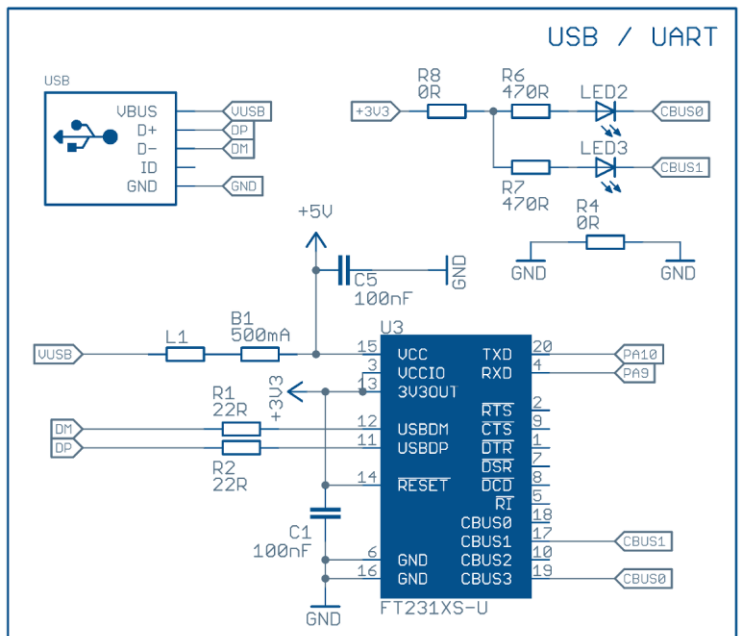 USB / UART
USB
VBUS
D+
D-
ID
GND
VUSB
DP
DM
GND
+3V3
R8
0R
R6
470R
LED2
CBUS0
R7
470R
LED3
CBUS1
R4
0R
GND
GND
+5V
C5
100nF
GND
VUSB
L1
B1
500mA
+3V3
DM
DP
R1
22R
R2
22R
C1
100nF
GND
U3
15 VCC TXD 20
3 VCCIO RXD 4
13 3V3OUT
RTS 2
12 USBDM CTS 9
11 USBDP DTR 1
DSR 7
14 RESET DCD 8
RI 5
CBUS0 18
CBUS1 17
6 GND CBUS2 10
16 GND CBUS3 19
FT231XS-U
PA10
PA9
CBUS1
CBUS0